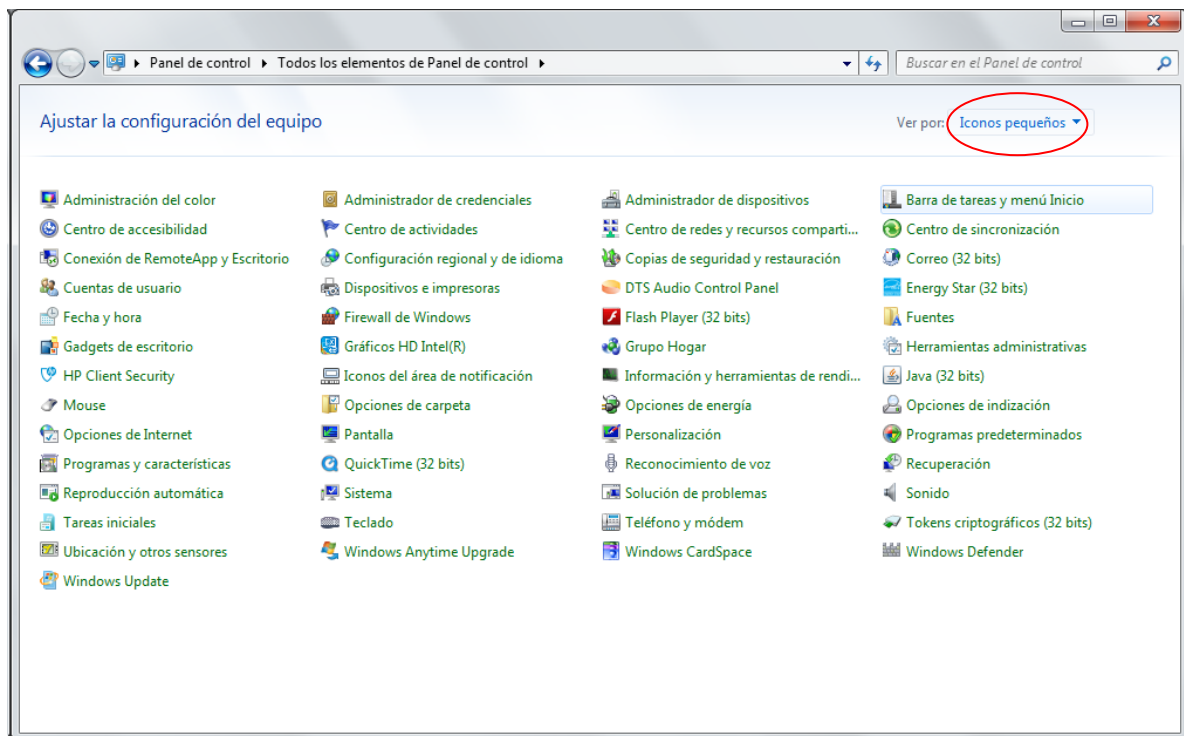 Panel de control Todos los elementos de Panel de control Buscar en el Panel de control
Ajustar la configuración del equipo Ver por: Iconos pequeños
Administración del color Administrador de credenciales Administrador de dispositivos Barra de tareas y menú Inicio
Centro de accesibilidad Centro de actividades Centro de redes y recursos comparti... Centro de sincronización
Conexión de RemoteApp y Escritorio Configuración regional y de idioma Copias de seguridad y restauración Correo (32 bits)
Cuentas de usuario Dispositivos e impresoras DTS Audio Control Panel Energy Star (32 bits)
Fecha y hora Firewall de Windows Flash Player (32 bits) Fuentes
Gadgets de escritorio Gráficos HD Intel(R) Grupo Hogar Herramientas administrativas
HP Client Security Iconos del área de notificación Información y herramientas de rendi... Java (32 bits)
Mouse Opciones de carpeta Opciones de energía Opciones de indización
Opciones de Internet Pantalla Personalización Programas predeterminados
Programas y características QuickTime (32 bits) Reconocimiento de voz Recuperación
Reproducción automática Sistema Solución de problemas Sonido
Tareas iniciales Teclado Teléfono y módem Tokens criptográficos (32 bits)
Ubicación y otros sensores Windows Anytime Upgrade Windows CardSpace Windows Defender
Windows Update